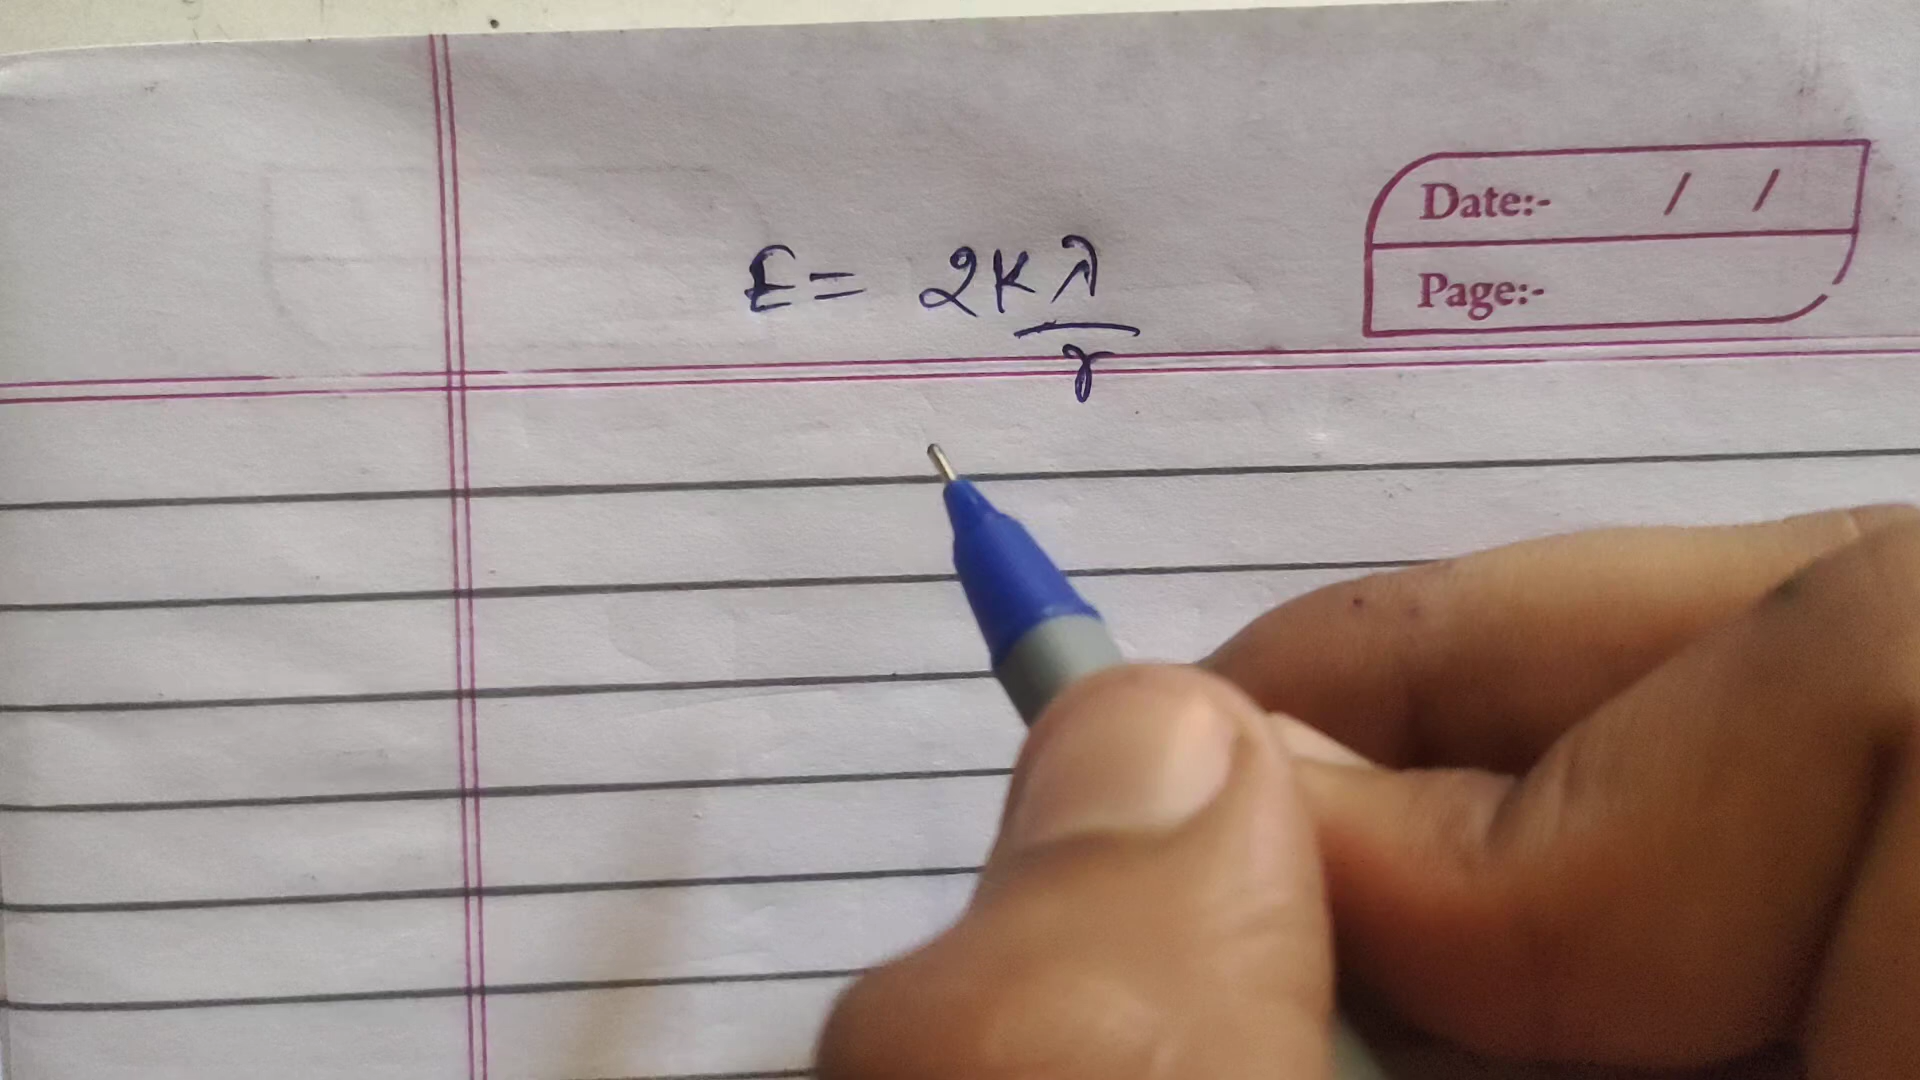 Date:- / /
E = 2Kλ
r
Page:-